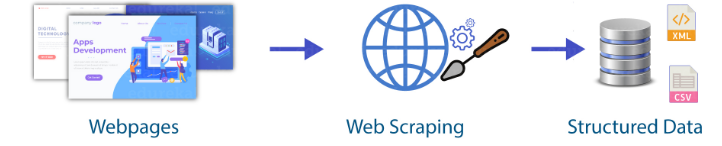 DIGITAL
TECHNOLOGY
Apps
Development
XML
CSV
Webpages
Web Scraping
Structured Data